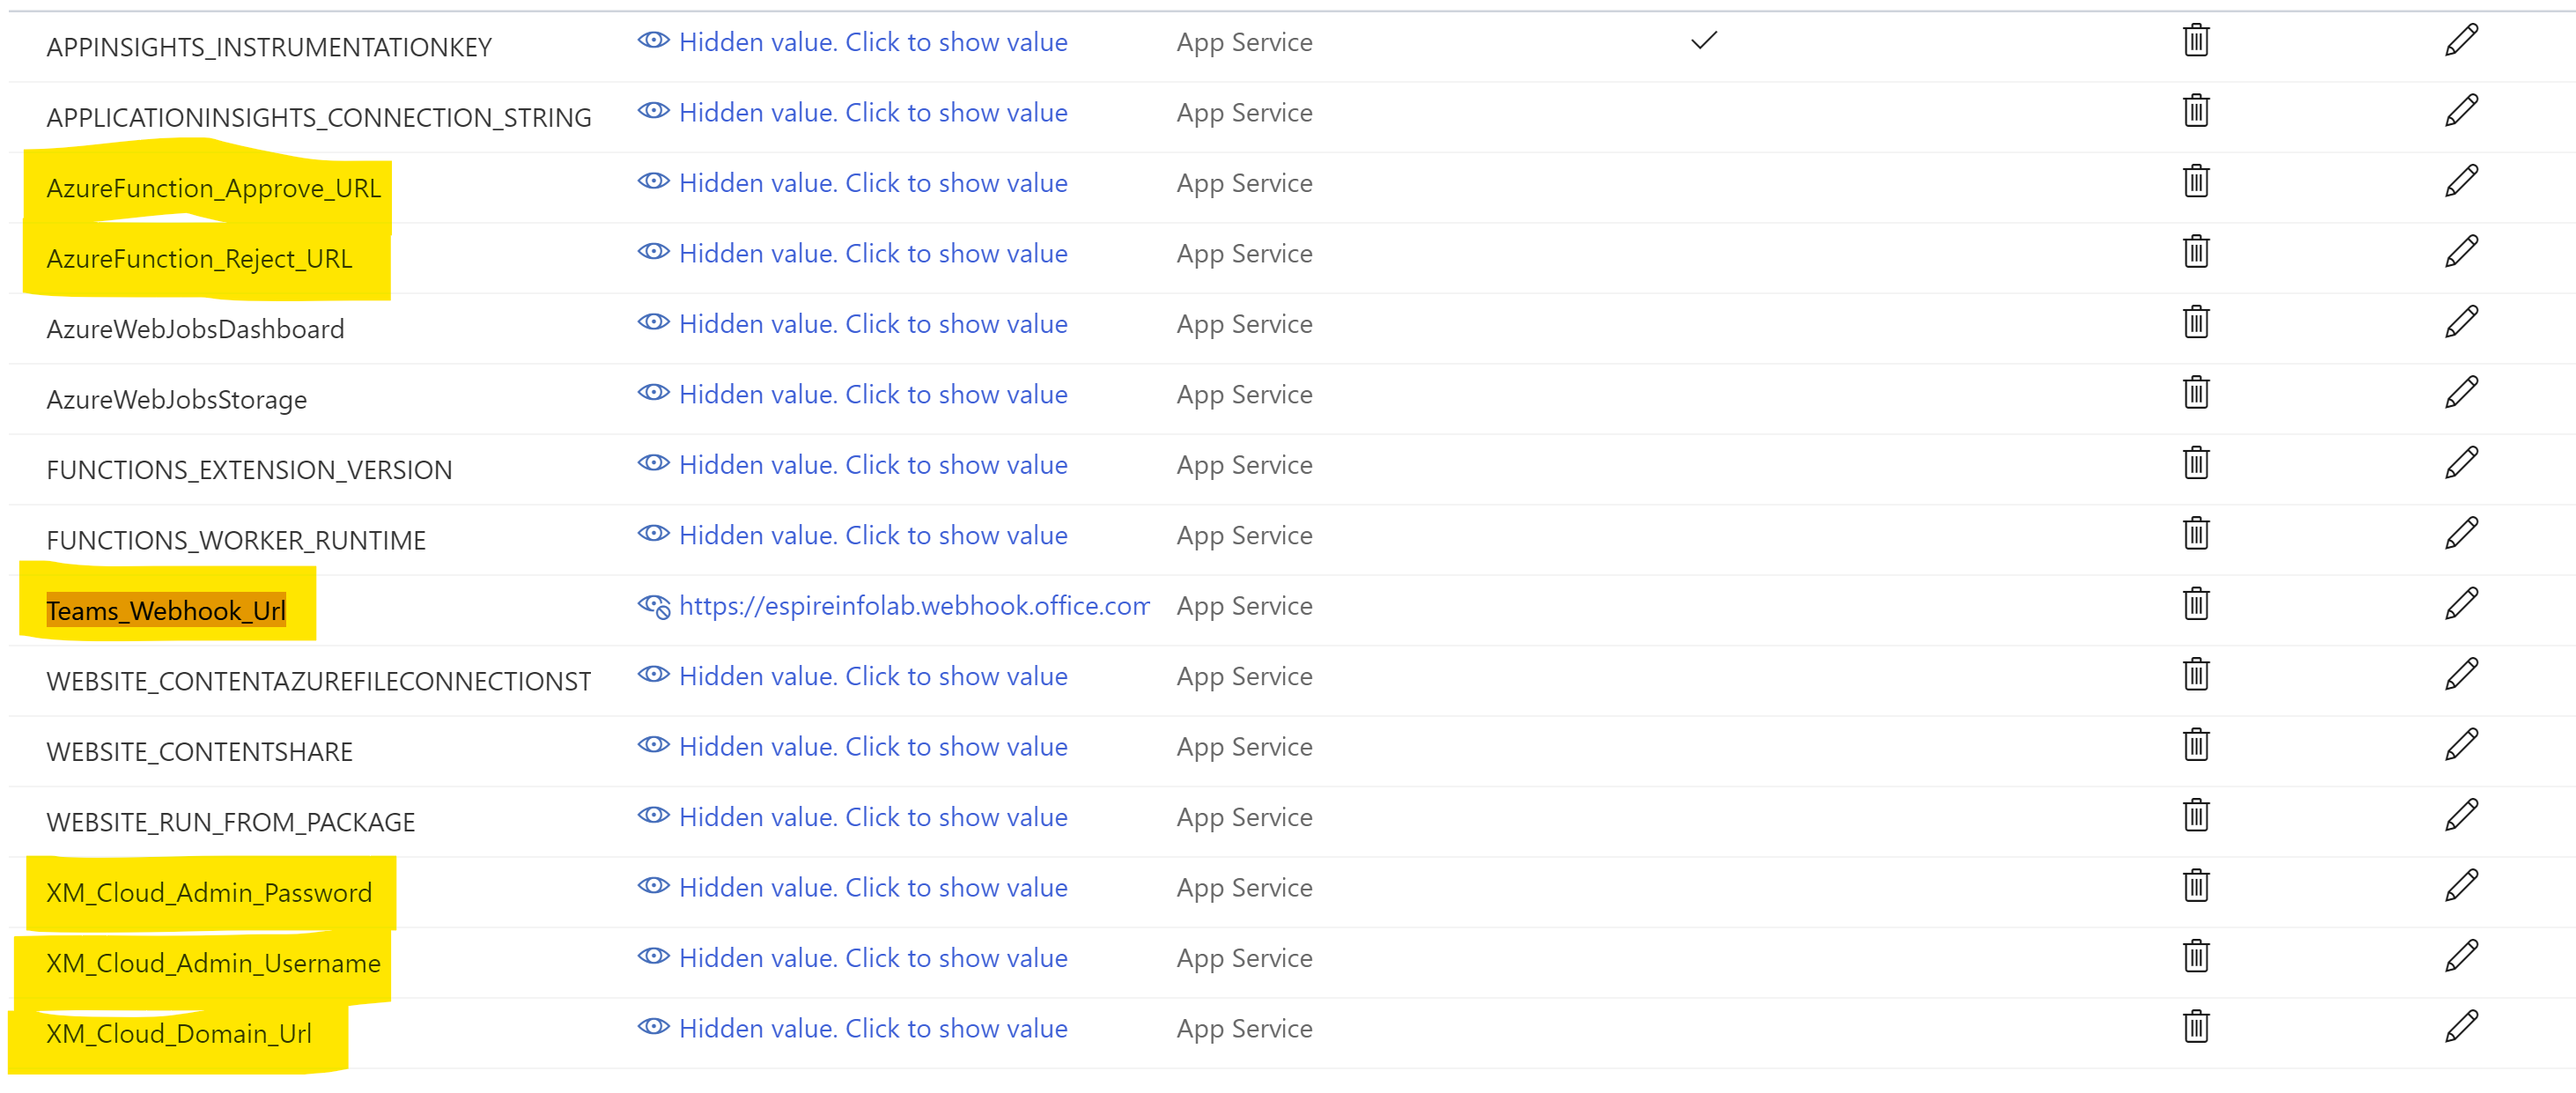 APPINSIGHTS_INSTRUMENTATIONKEY Hidden value. Click to show value App Service
APPLICATIONINSIGHTS_CONNECTION_STRING Hidden value. Click to show value App Service
AzureFunction_Approve_URL Hidden value. Click to show value App Service
AzureFunction_Reject_URL Hidden value. Click to show value App Service
AzureWebJobsDashboard Hidden value. Click to show value App Service
AzureWebJobsStorage Hidden value. Click to show value App Service
FUNCTIONS_EXTENSION_VERSION Hidden value. Click to show value App Service
FUNCTIONS_WORKER_RUNTIME Hidden value. Click to show value App Service
Teams_Webhook_Url https://espireinfolab.webhook.office.com App Service
WEBSITE_CONTENTAZUREFILECONNECTIONST Hidden value. Click to show value App Service
WEBSITE_CONTENTSHARE Hidden value. Click to show value App Service
WEBSITE_RUN_FROM_PACKAGE Hidden value. Click to show value App Service
XM_Cloud_Admin_Password Hidden value. Click to show value App Service
XM_Cloud_Admin_Username Hidden value. Click to show value App Service
XM_Cloud_Domain_Url Hidden value. Click to show value App Service